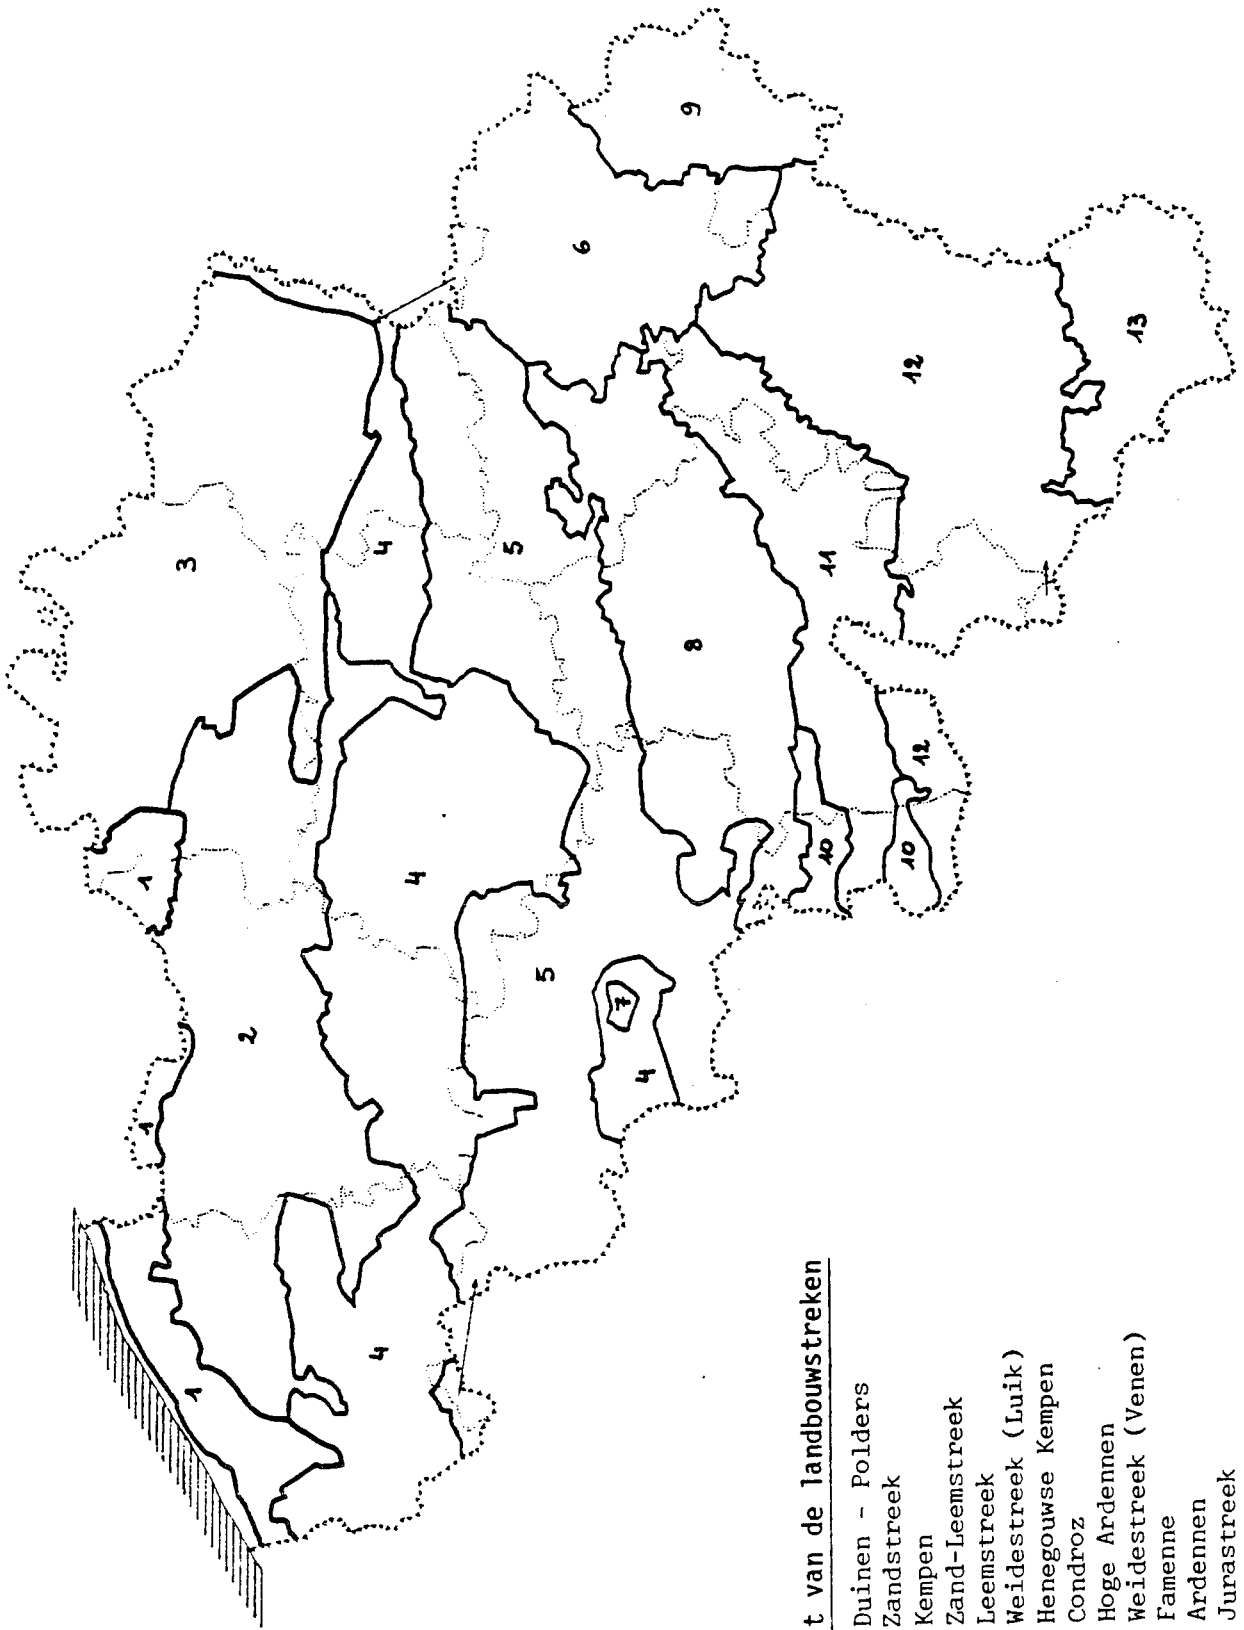 t van de landbouwstreken
Duinen - Polders
Zandstreek
Kempen
Zand-Leemstreek
Leemstreek
Weidestreek (Luik)
Henegouwse Kempen
Condroz
Hoge Ardennen
Weidestreek (Venen)
Famenne
Ardennen
Jurastreek
1
1
1
2
3
4
4
4
4
5
5
6
7
8
9
10
10
11
12
12
13